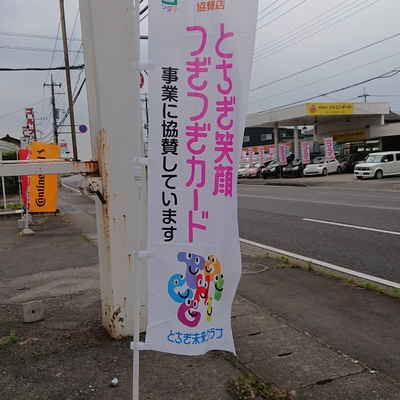 協賛店
とちぎ笑顔
つぎつぎカード
事業に協賛しています
とちぎ未来クラブ
Continental